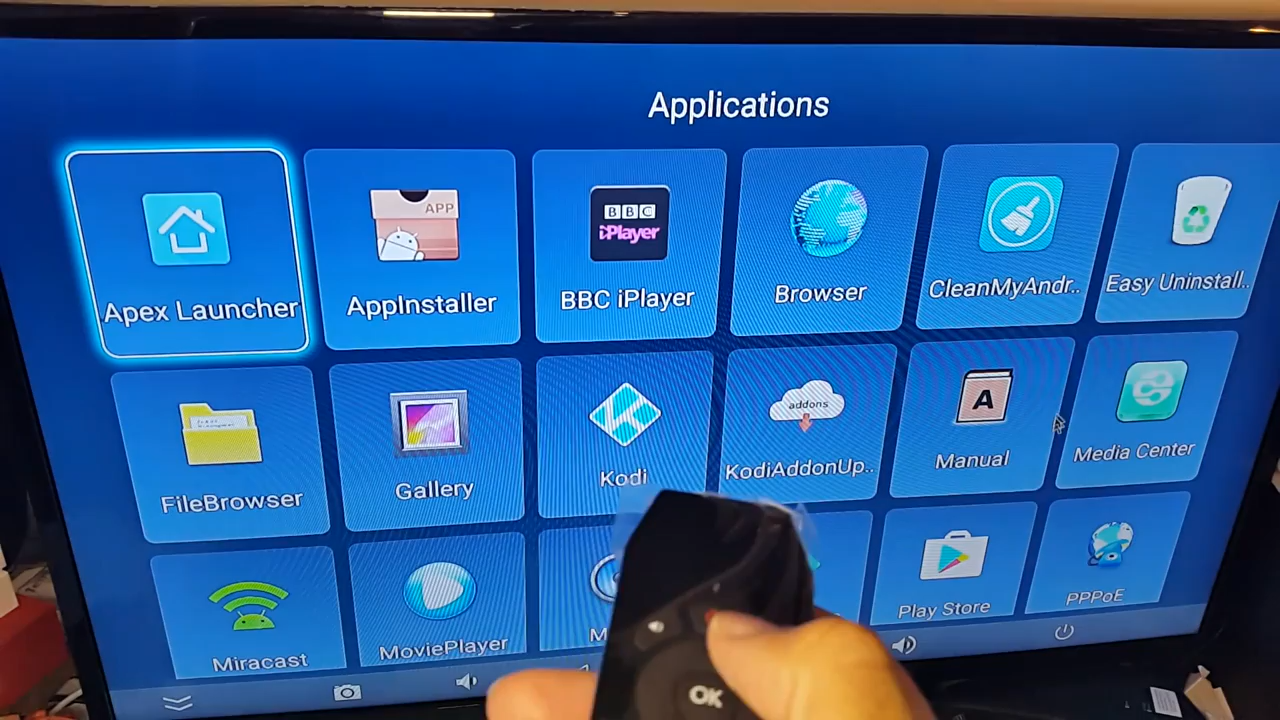 Applications
Apex Launcher
APP
AppInstaller
BBC
iPlayer
BBC iPlayer
Browser
CleanMyAndr..
Easy Uninstall..
FileBrowser
Gallery
Kodi
addons
KodiAddonUp..
A
Manual
Media Center
Miracast
MoviePlayer
M
Play Store
PPPoE
OK